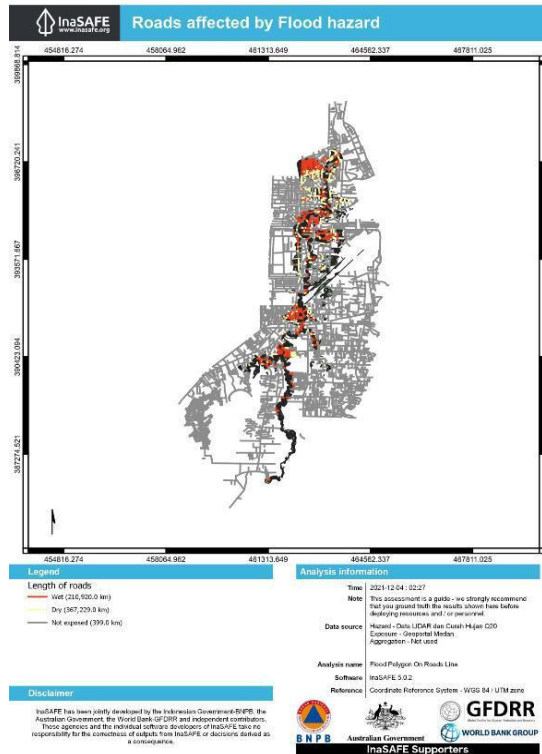 InaSAFE
www.inasafe.org
Roads affected by Flood hazard
454816.274 458064.962 461313.649 464562.337 467811.025
399868.814
396720.241
393571.667
390423.094
387274.521
454816.274 458064.962 461313.649 464562.337 467811.025
Legend
Length of roads
Wet (210,920.0 km)
Dry (367,229.0 km)
Not exposed (399.0 km)
Analysis information
Time 2021-12-04 : 02:27
Note This assessment is a guide - we strongly recommend
that you ground truth the results shown here before
deploying resources and / or personnel.
Data source Hazard - Data LIDAR dan Curah Hujan Q20
Exposure - Geoportal Medan
Aggregation - Not used
Analysis name Flood Polygon On Roads Line
Software InaSAFE 5.0.2
Reference Coordinate Reference System - WGS 84 / UTM zone
Disclaimer
InaSAFE has been jointly developed by the Indonesian Government-BNPB, the
Australian Government, the World Bank-GFDRR and independent contributors.
These agencies and the individual software developers of InaSAFE take no
responsibility for the correctness of outputs from InaSAFE or decisions derived as
a consequence.
BNPB
Australian Government
GFDRR
WORLD BANK GROUP
InaSAFE Supporters